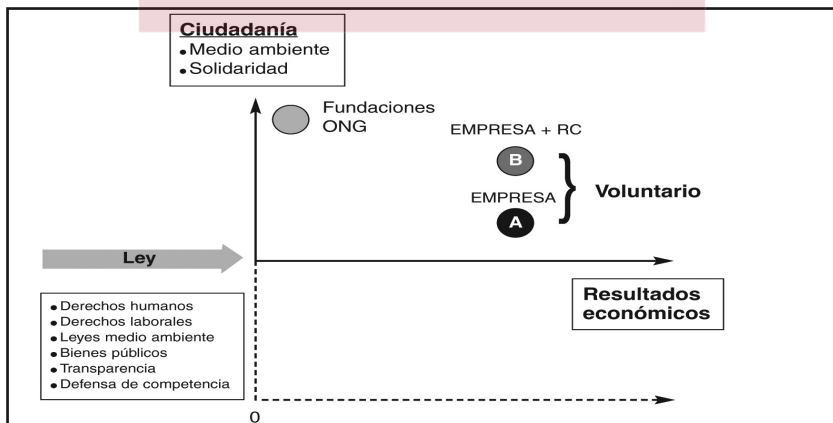 Ciudadanía
• Medio ambiente
• Solidaridad
Fundaciones
ONG
EMPRESA + RC
B
EMPRESA
A
Voluntario
Ley
Resultados
económicos
• Derechos humanos
• Derechos laborales
• Leyes medio ambiente
• Bienes públicos
• Transparencia
• Defensa de competencia
0